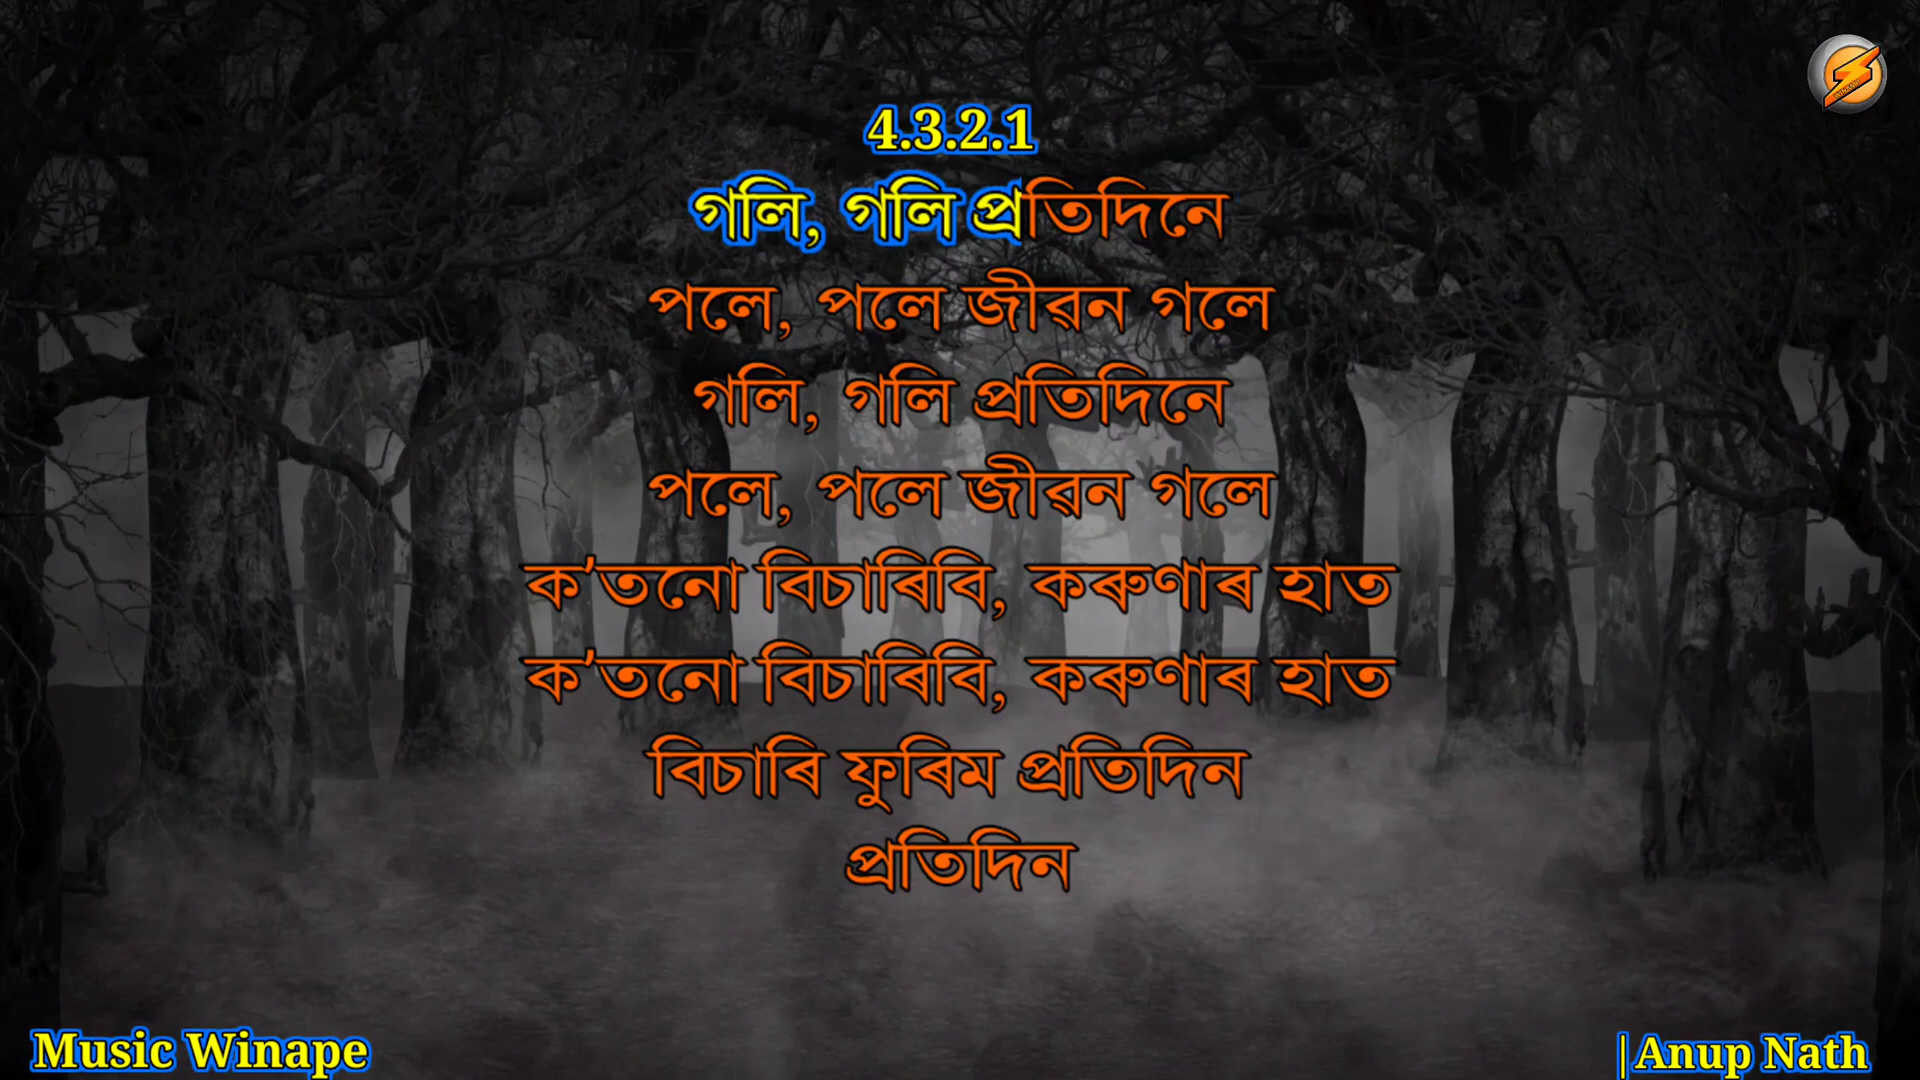 4.3.2.1
গলি, গলি প্ৰতিদিনে
পলে, পলে জীৱন গলে
গলি, গলি প্ৰতিদিনে
পলে, পলে জীৱন গলে
ক'তনো বিচাৰিবি, কৰুণাৰ হাত
ক'তনো বিচাৰিবি, কৰুণাৰ হাত
বিচাৰি ফুৰিম প্ৰতিদিন
প্ৰতিদিন
Music Winape
|Anup Nath